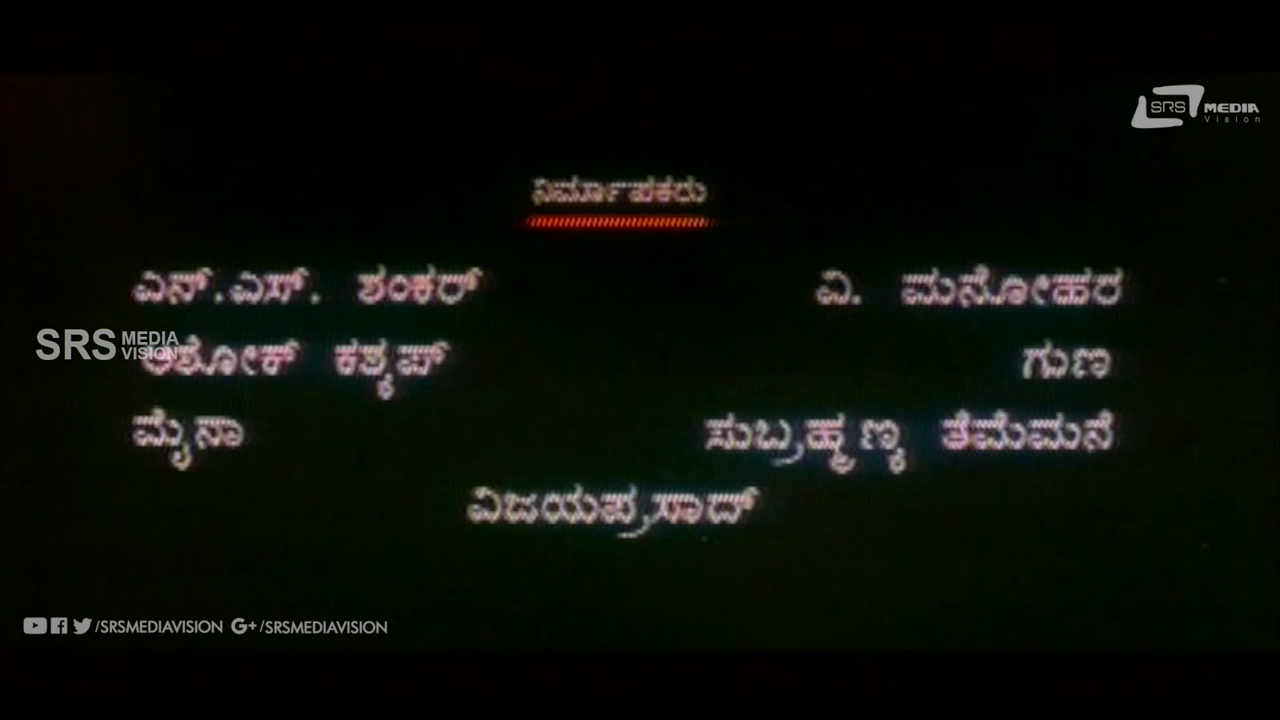 SRS MEDIA
Vision
ನಿರ್ಮಾಪಕರು
ಎನ್.ಎಸ್. ಶಂಕರ್ ವಿ. ಮನೋಹರ
SRS MEDIA VISION
ಅಶೋಕ್ ಕಶ್ಯಪ್ ಗುಣ
ಮೈನಾ ಸುಬ್ರಹ್ಮಣ್ಯ ತೆಮೆಮನೆ
ವಿಜಯಪ್ರಸಾದ್
/SRSMEDIAVISION G+/SRSMEDIAVISION